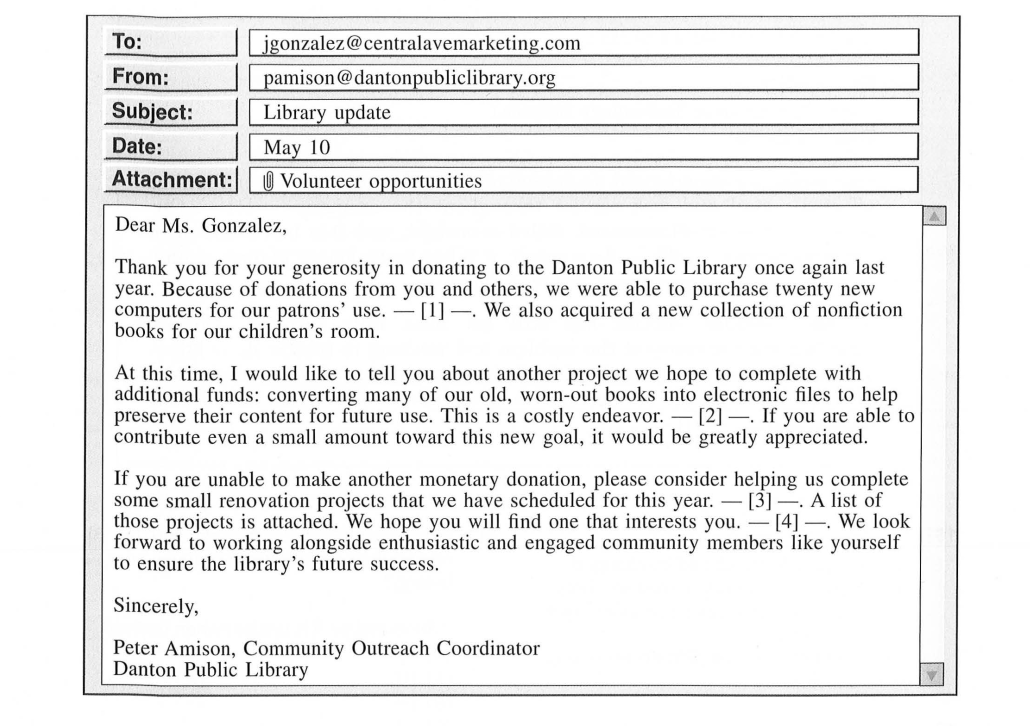 To: jgonzalez@centralavemarketing.com
From: pamison@dantonpubliclibrary.org
Subject: Library update
Date: May 10
Attachment: Volunteer opportunities
Dear Ms. Gonzalez,
Thank you for your generosity in donating to the Danton Public Library once again last
year. Because of donations from you and others, we were able to purchase twenty new
computers for our patrons' use. — [1] —. We also acquired a new collection of nonfiction
books for our children's room.
At this time, I would like to tell you about another project we hope to complete with
additional funds: converting many of our old, worn-out books into electronic files to help
preserve their content for future use. This is a costly endeavor. — [2] —. If you are able to
contribute even a small amount toward this new goal, it would be greatly appreciated.
If you are unable to make another monetary donation, please consider helping us complete
some small renovation projects that we have scheduled for this year. — [3] —. A list of
those projects is attached. We hope you will find one that interests you. — [4] —. We look
forward to working alongside enthusiastic and engaged community members like yourself
to ensure the library's future success.
Sincerely,
Peter Amison, Community Outreach Coordinator
Danton Public Library